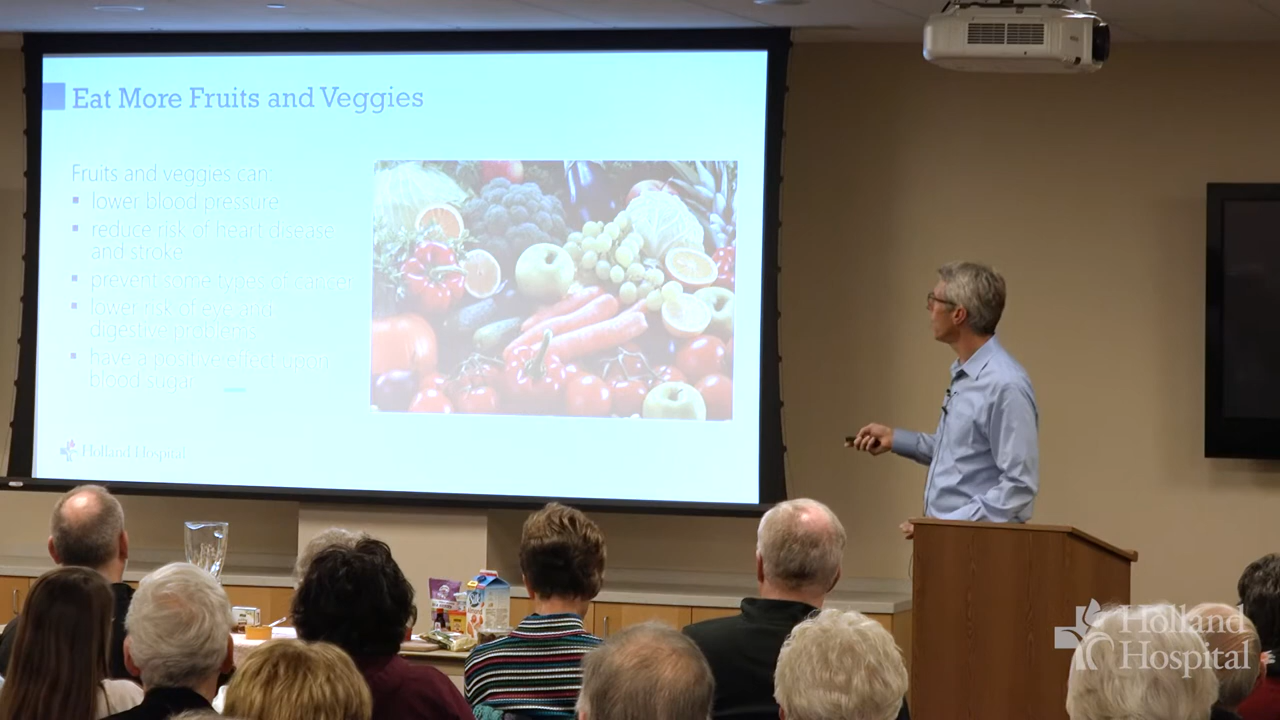 Eat More Fruits and Veggies
Fruits and veggies can:
▪ lower blood pressure
▪ reduce risk of heart disease
and stroke
▪ prevent some types of cancer
▪ lower risk of eye and
digestive problems
▪ have a positive effect upon
blood sugar
Holland Hospital
Holland
Hospital